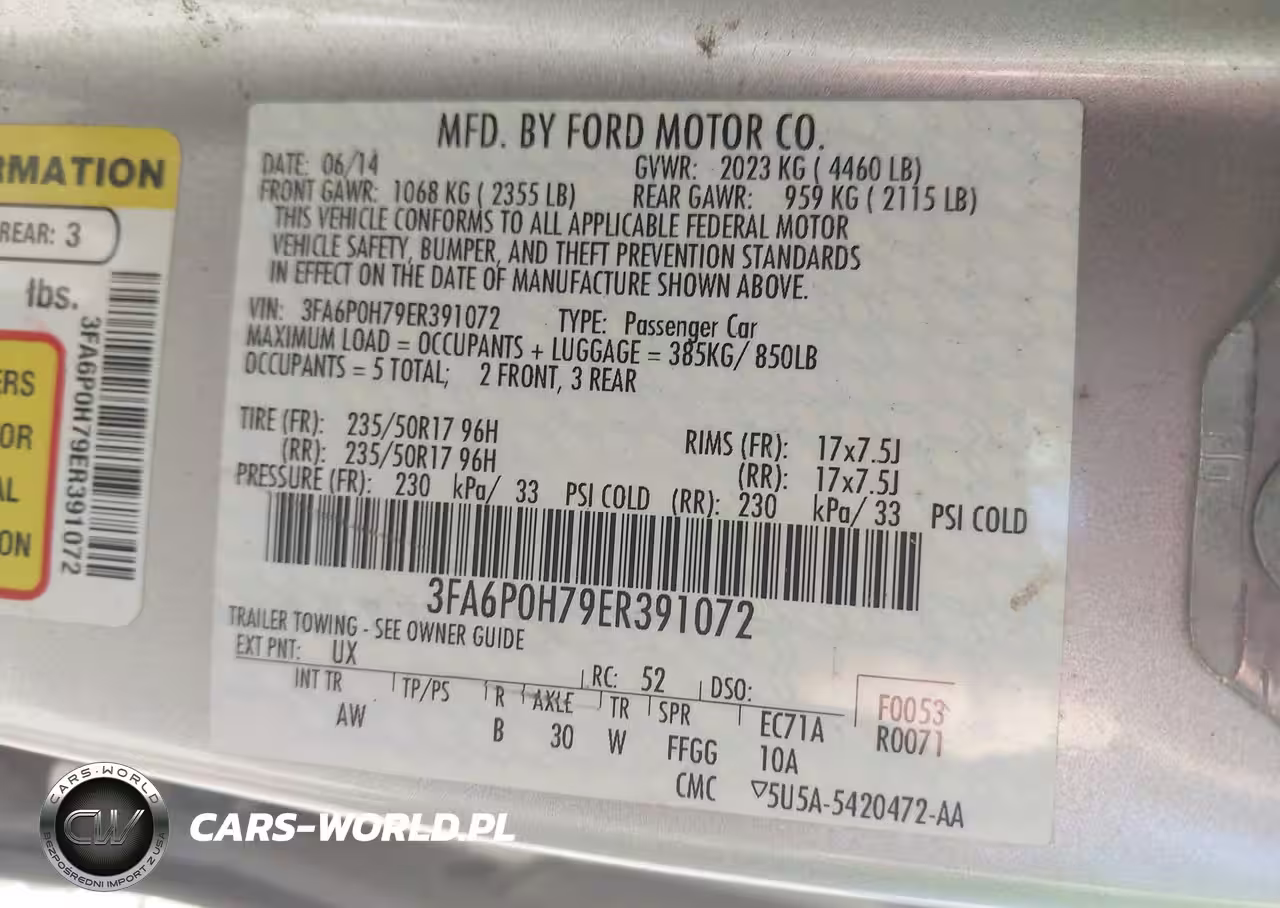 MFD. BY FORD MOTOR CO.
DATE: 06/14 GVWR: 2023 KG ( 4460 LB)
FRONT GAWR: 1068 KG ( 2355 LB) REAR GAWR: 959 KG ( 2115 LB)
THIS VEHICLE CONFORMS TO ALL APPLICABLE FEDERAL MOTOR
VEHICLE SAFETY, BUMPER, AND THEFT PREVENTION STANDARDS
IN EFFECT ON THE DATE OF MANUFACTURE SHOWN ABOVE.
VIN: 3FA6P0H79ER391072 TYPE: Passenger Car
MAXIMUM LOAD = OCCUPANTS + LUGGAGE = 385KG/ 850LB
OCCUPANTS = 5 TOTAL; 2 FRONT, 3 REAR
TIRE (FR): 235/50R17 96H RIMS (FR): 17x7.5J
(RR): 235/50R17 96H (RR): 17x7.5J
PRESSURE (FR): 230 kPa/ 33 PSI COLD (RR): 230 kPa/ 33 PSI COLD
3FA6P0H79ER391072
TRAILER TOWING - SEE OWNER GUIDE
EXT PNT: UX RC: 52 DSO:
INT TR TP/PS R AXLE TR SPR EC71A F0053
AW B 30 W FFGG 10A R0071
CMC ▽5U5A-5420472-AA
RMATION
REAR: 3
lbs.
3FA6P0H79ER391072
ERS
OR
AL
ON
CARS-WORLD
CW
BEZPOŚREDNI IMPORT Z USA
CARS-WORLD.PL